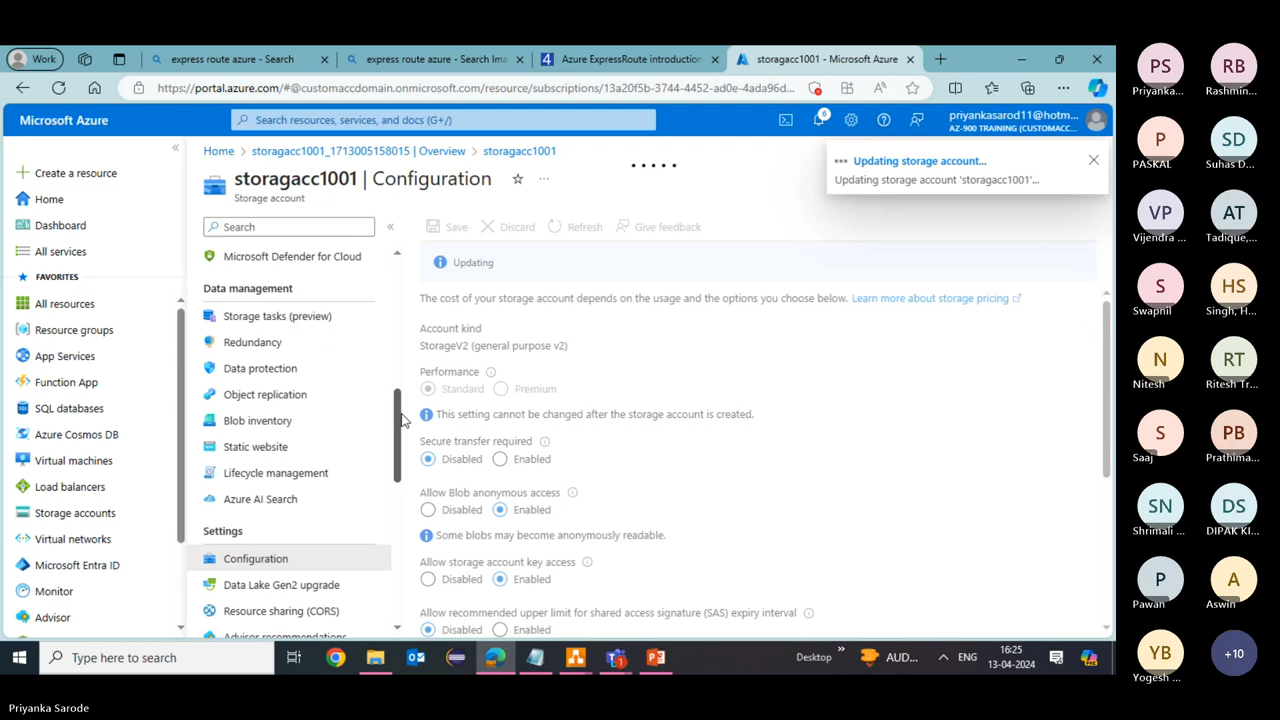 Work
express route azure - Search
express route azure - Search Ima
Azure ExpressRoute introduction
storagacc1001 - Microsoft Azure
https://portal.azure.com/#@customaccdomain.onmicrosoft.com/resource/subscriptions/13a20f5b-3744-4452-ad0e-4ada96d...
Microsoft Azure
Search resources, services, and docs (G+/)
6
priyankasarod11@hotm...
AZ-900 TRAINING (CUSTOMACC...
Create a resource
Home
Dashboard
All services
FAVORITES
All resources
Resource groups
App Services
Function App
SQL databases
Azure Cosmos DB
Virtual machines
Load balancers
Storage accounts
Virtual networks
Microsoft Entra ID
Monitor
Advisor
Home
storagacc1001_1713005158015 | Overview
storagacc1001
storagacc1001 | Configuration
Storage account
Search
Microsoft Defender for Cloud
Data management
Storage tasks (preview)
Redundancy
Data protection
Object replication
Blob inventory
Static website
Lifecycle management
Azure AI Search
Settings
Configuration
Data Lake Gen2 upgrade
Resource sharing (CORS)
Advisor recommendations
Updating storage account...
Updating storage account 'storagacc1001'...
Save
Discard
Refresh
Give feedback
Updating
The cost of your storage account depends on the usage and the options you choose below. Learn more about storage pricing
Account kind
StorageV2 (general purpose v2)
Performance
Standard
Premium
This setting cannot be changed after the storage account is created.
Secure transfer required
Disabled
Enabled
Allow Blob anonymous access
Disabled
Enabled
Some blobs may become anonymously readable.
Allow storage account key access
Disabled
Enabled
Allow recommended upper limit for shared access signature (SAS) expiry interval
Disabled
Enabled
Type here to search
Desktop
AUD...
ENG
16:25
13-04-2024
PS
Priyanka...
RB
Rashmin...
P
PASKAL
SD
Suhas D...
VP
Vijendra ...
AT
Tadique,...
S
Swapnil
HS
Singh, H...
N
Nitesh
RT
Ritesh Tr...
S
Saaj
PB
Prathima...
SN
Shrimali ...
DS
DIPAK KI...
P
Pawan
A
Aswin
YB
Yogesh ...
+10
Priyanka Sarode